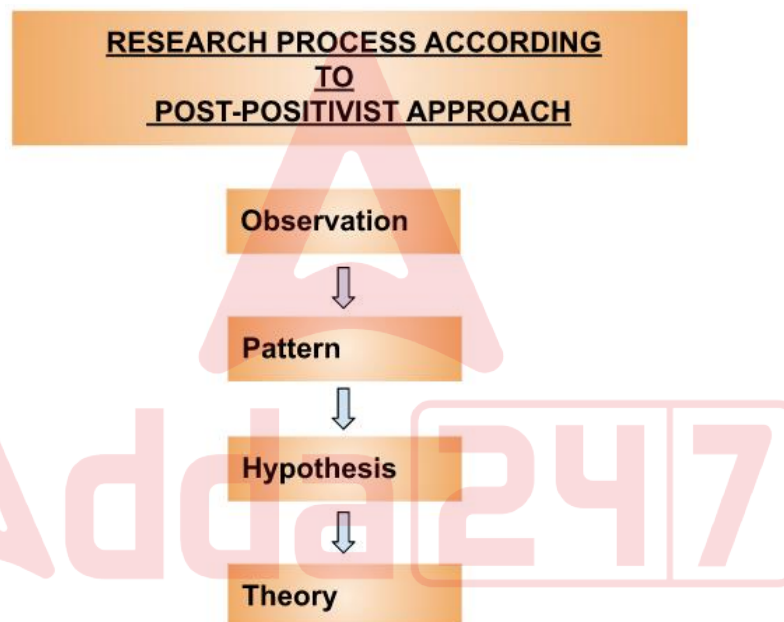 RESEARCH PROCESS ACCORDING
TO
POST-POSITIVIST APPROACH
Observation
Pattern
Hypothesis
Theory
Adda247